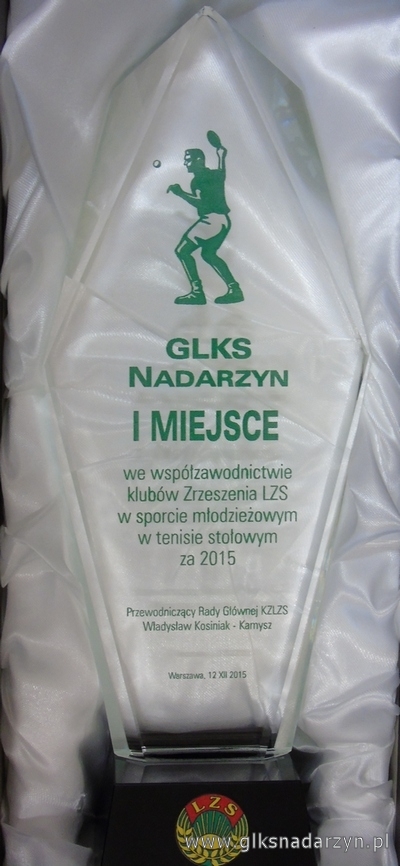 GLKS
NADARZYN
I MIEJSCE
we współzawodnictwie
klubów Zrzeszenia LZS
w sporcie młodzieżowym
w tenisie stołowym
za 2015
Przewodniczący Rady Głównej KZLZS
Władysław Kosiniak - Kamysz
Warszawa, 12 XII 2015
LZS
www.glksnadarzyn.pl